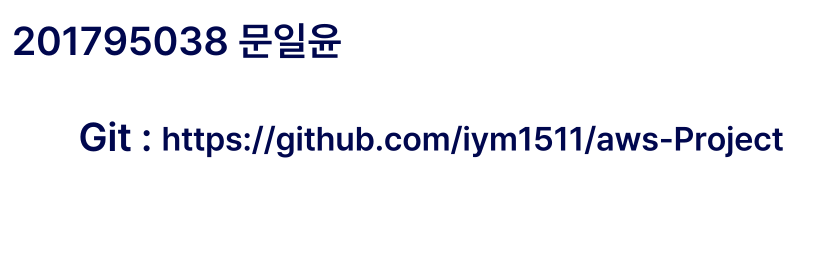 201795038 문일윤
Git : https://github.com/iym1511/aws-Project